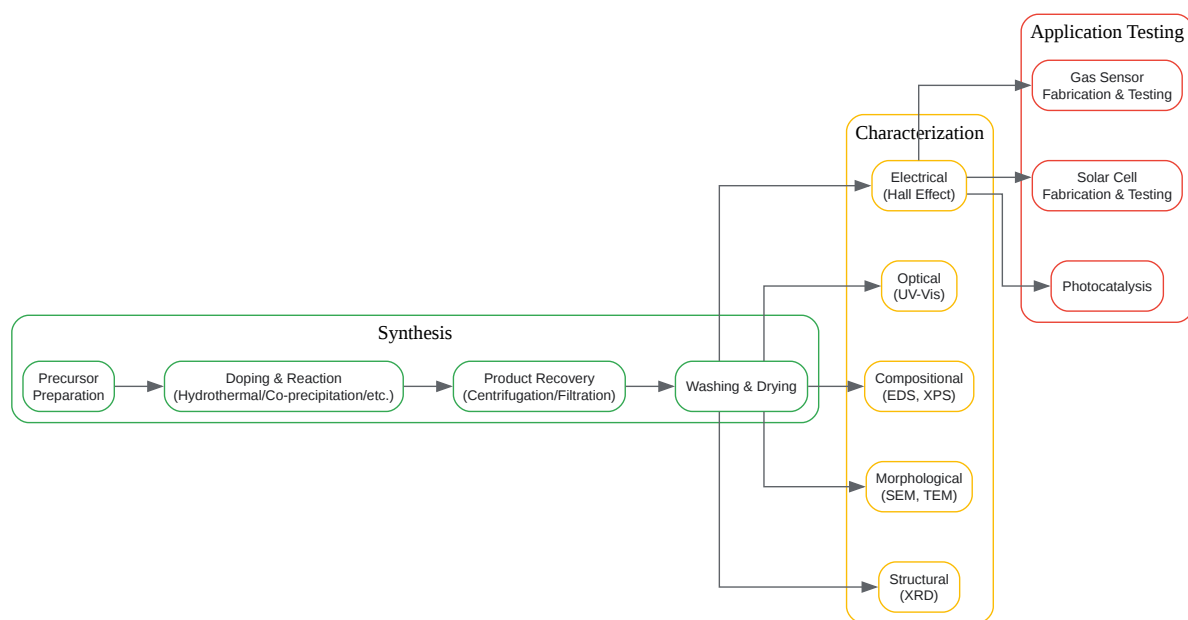 Synthesis
Precursor
Preparation
Doping & Reaction
(Hydrothermal/Co-precipitation/etc.)
Product Recovery
(Centrifugation/Filtration)
Washing & Drying
Characterization
Electrical
(Hall Effect)
Optical
(UV-Vis)
Compositional
(EDS, XPS)
Morphological
(SEM, TEM)
Structural
(XRD)
Application Testing
Gas Sensor
Fabrication & Testing
Solar Cell
Fabrication & Testing
Photocatalysis